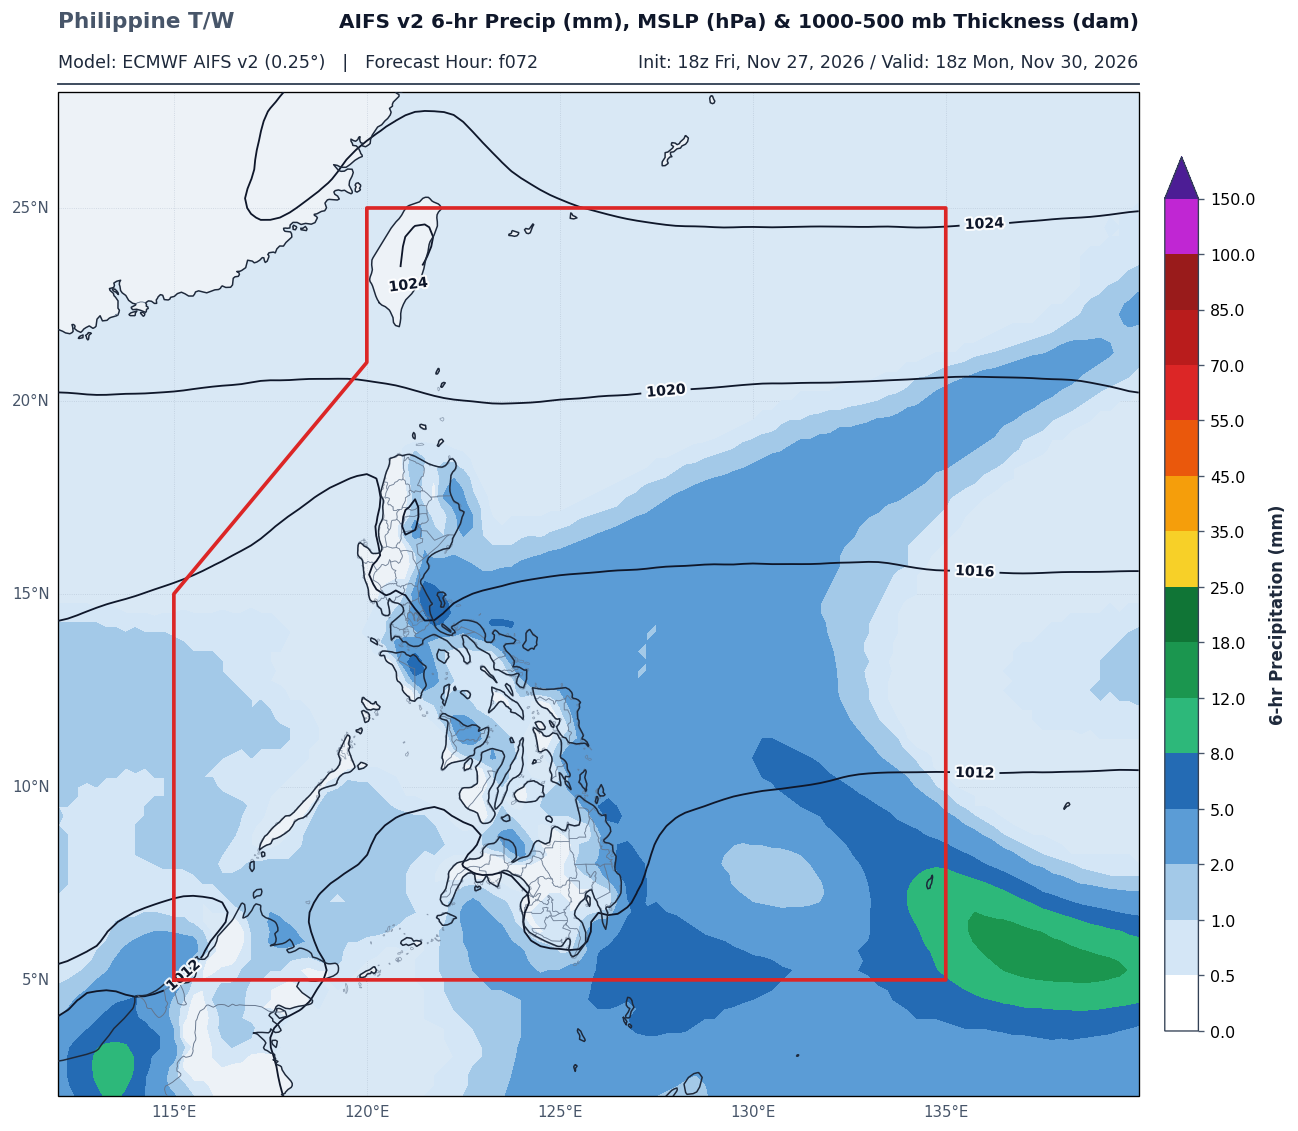 Philippine T/W
AIFS v2 6-hr Precip (mm), MSLP (hPa) & 1000-500 mb Thickness (dam)
Model: ECMWF AIFS v2 (0.25°) | Forecast Hour: f072
Init: 18z Fri, Nov 27, 2026 / Valid: 18z Mon, Nov 30, 2026
25°N
20°N
15°N
10°N
5°N
1024
1024
1020
1016
1012
1012
115°E
120°E
125°E
130°E
135°E
150.0
100.0
85.0
70.0
55.0
45.0
35.0
25.0
18.0
12.0
8.0
5.0
2.0
1.0
0.5
0.0
6-hr Precipitation (mm)